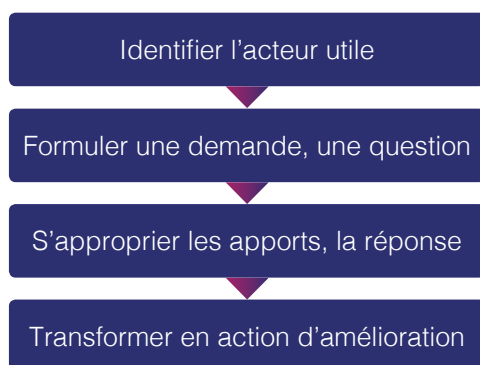 Identifier l’acteur utile
Formuler une demande, une question
S’approprier les apports, la réponse
Transformer en action d’amélioration